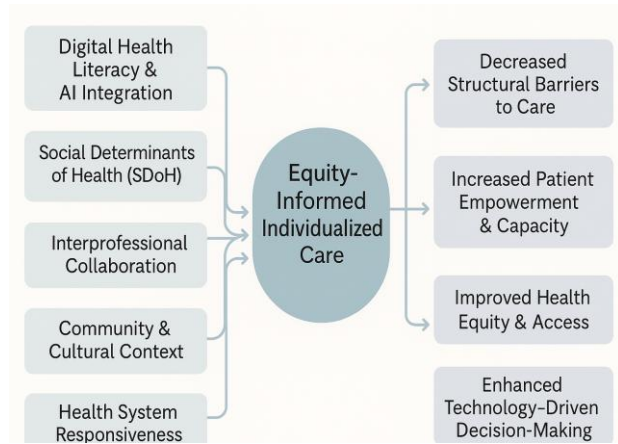 Digital Health
Literacy &
AI Integration
Social Determinants
of Health (SDoH)
Interprofessional
Collaboration
Community &
Cultural Context
Health System
Responsiveness
Equity-
Informed
Individualized
Care
Decreased
Structural Barriers
to Care
Increased Patient
Empowerment
& Capacity
Improved Health
Equity & Access
Enhanced
Technology–Driven
Decision-Making